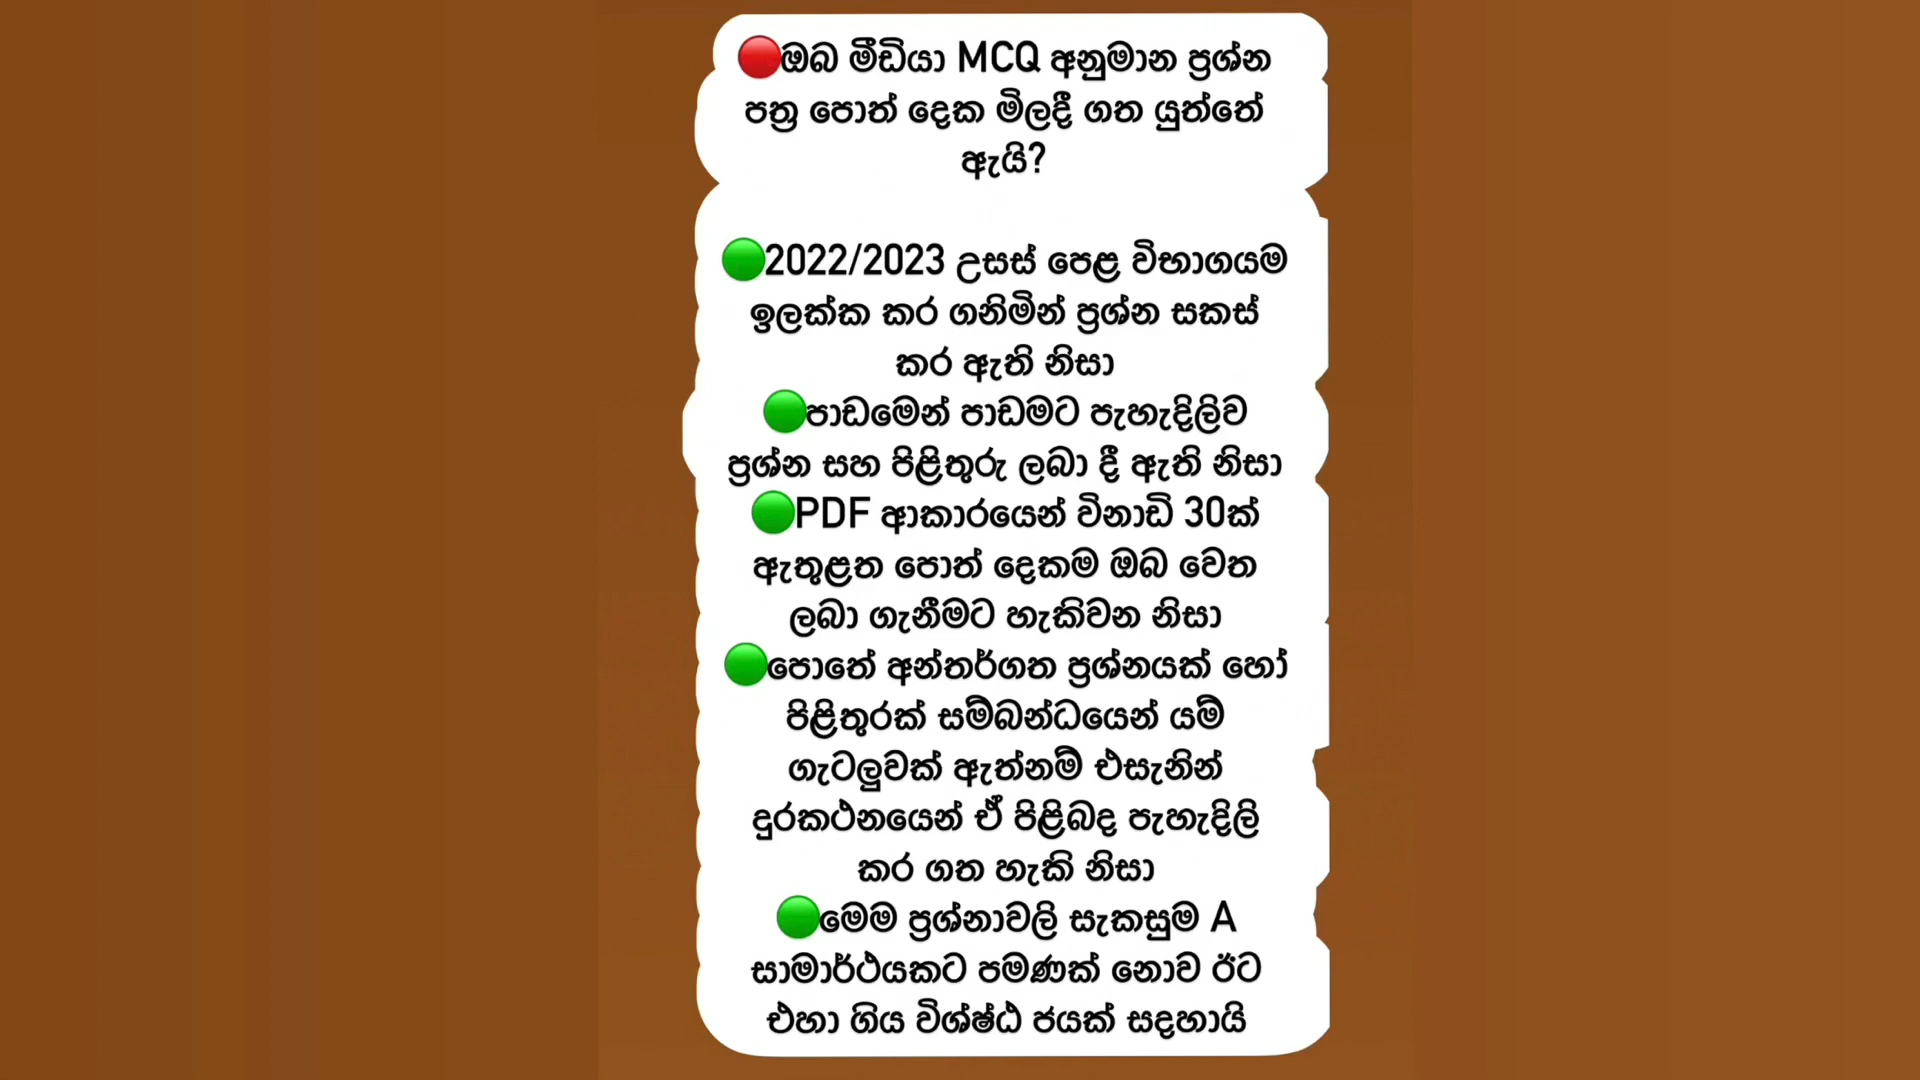 🔴ඔබ මීඩියා MCQ අනුමාන ප්‍රශ්න
පත්‍ර පොත් දෙක මිලදී ගත යුත්තේ
ඇයි?
🟢2022/2023 උසස් පෙළ විභාගයම
ඉලක්ක කර ගනිමින් ප්‍රශ්න සකස්
කර ඇති නිසා
🟢පාඩමෙන් පාඩමට පැහැදිලිව
ප්‍රශ්න සහ පිළිතුරු ලබා දී ඇති නිසා
🟢PDF ආකාරයෙන් විනාඩි 30ක්
ඇතුළත පොත් දෙකම ඔබ වෙත
ලබා ගැනීමට හැකිවන නිසා
🟢පොතේ අන්තර්ගත ප්‍රශ්නයක් හෝ
පිළිතුරක් සම්බන්ධයෙන් යම්
ගැටලුවක් ඇත්නම් එසැනින්
දුරකථනයෙන් ඒ පිළිබද පැහැදිලි
කර ගත හැකි නිසා
🟢මෙම ප්‍රශ්නාවලි සැකසුම A
සාමාර්ථයකට පමණක් නොව ඊට
එහා ගිය විශ්ෂ්ඨ ජයක් සදහායි